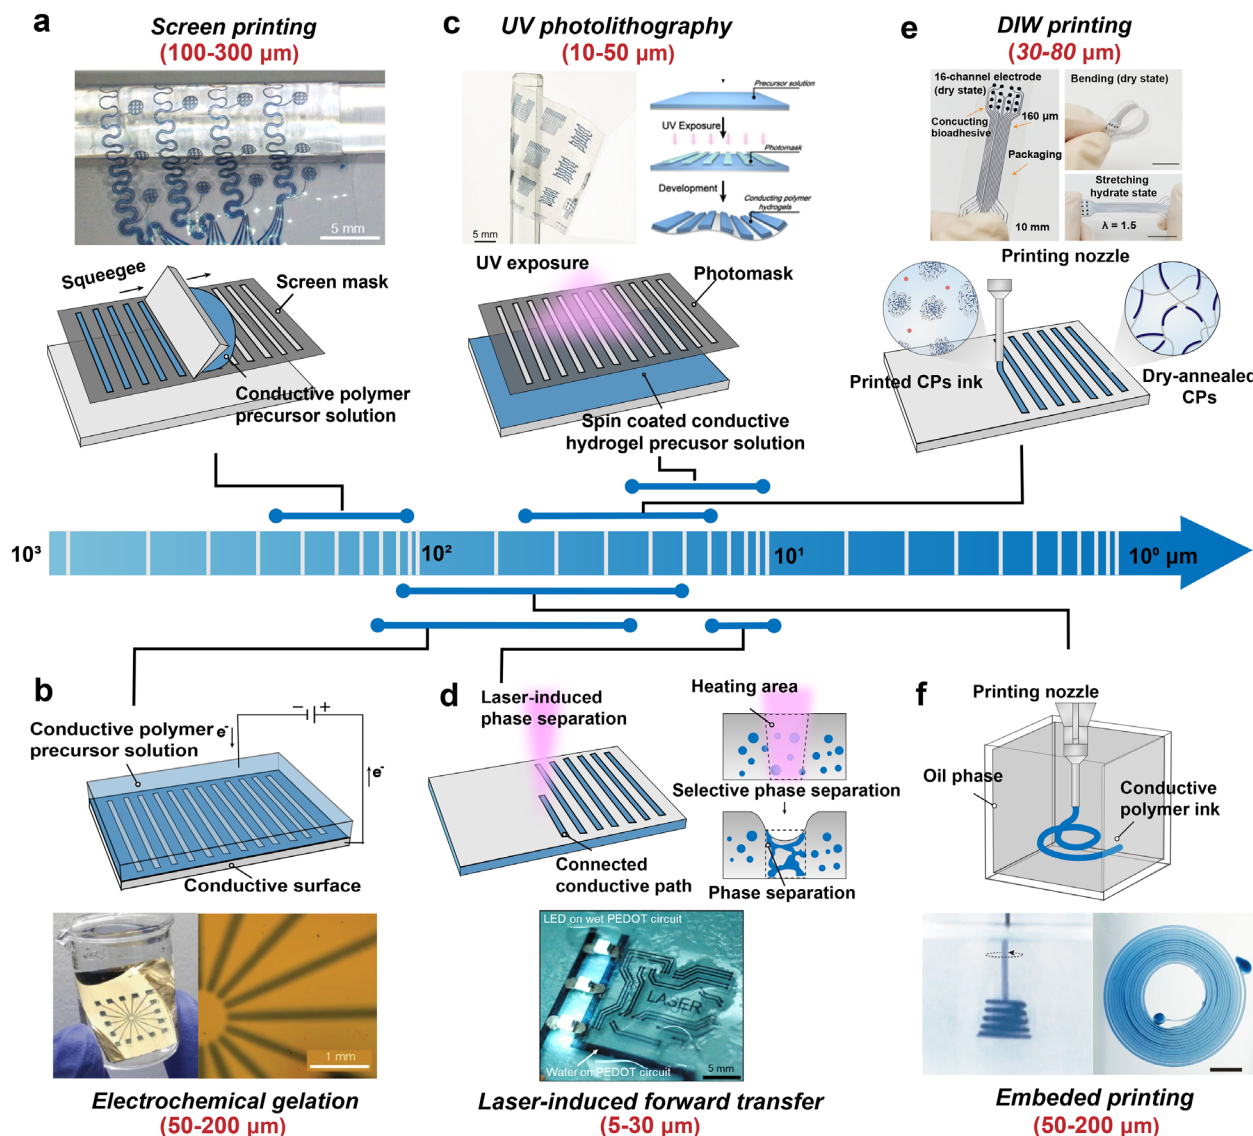 a
Screen printing
(100-300 µm)
5 mm
Squeegee
Screen mask
Conductive polymer
precursor solution
c
UV photolithography
(10-50 µm)
5 mm
Precursor solution
UV Exposure
Photomask
Development
Conducting polymer
hydrogels
UV exposure
Photomask
Spin coated conductive
hydrogel precusor solution
e
DIW printing
(30-80 µm)
16-channel electrode
(dry state)
Concucting
bioadhesive
160 µm
Packaging
10 mm
Bending (dry state)
Stretching
hydrate state
λ = 1.5
Printing nozzle
Printed CPs ink
Dry-annealed
CPs
10³
10²
10¹
10⁰ µm
b
Conductive polymer
precursor solution
e⁻
− +
e⁻
Conductive surface
1 mm
Electrochemical gelation
(50-200 µm)
d
Laser-induced
phase separation
Heating area
Selective phase separation
Connected
conductive path
Phase separation
LED on wet PEDOT circuit
LASER
Water on PEDOT circuit
5 mm
Laser-induced forward transfer
(5-30 µm)
f
Printing nozzle
Oil phase
Conductive
polymer ink
Embeded printing
(50-200 µm)